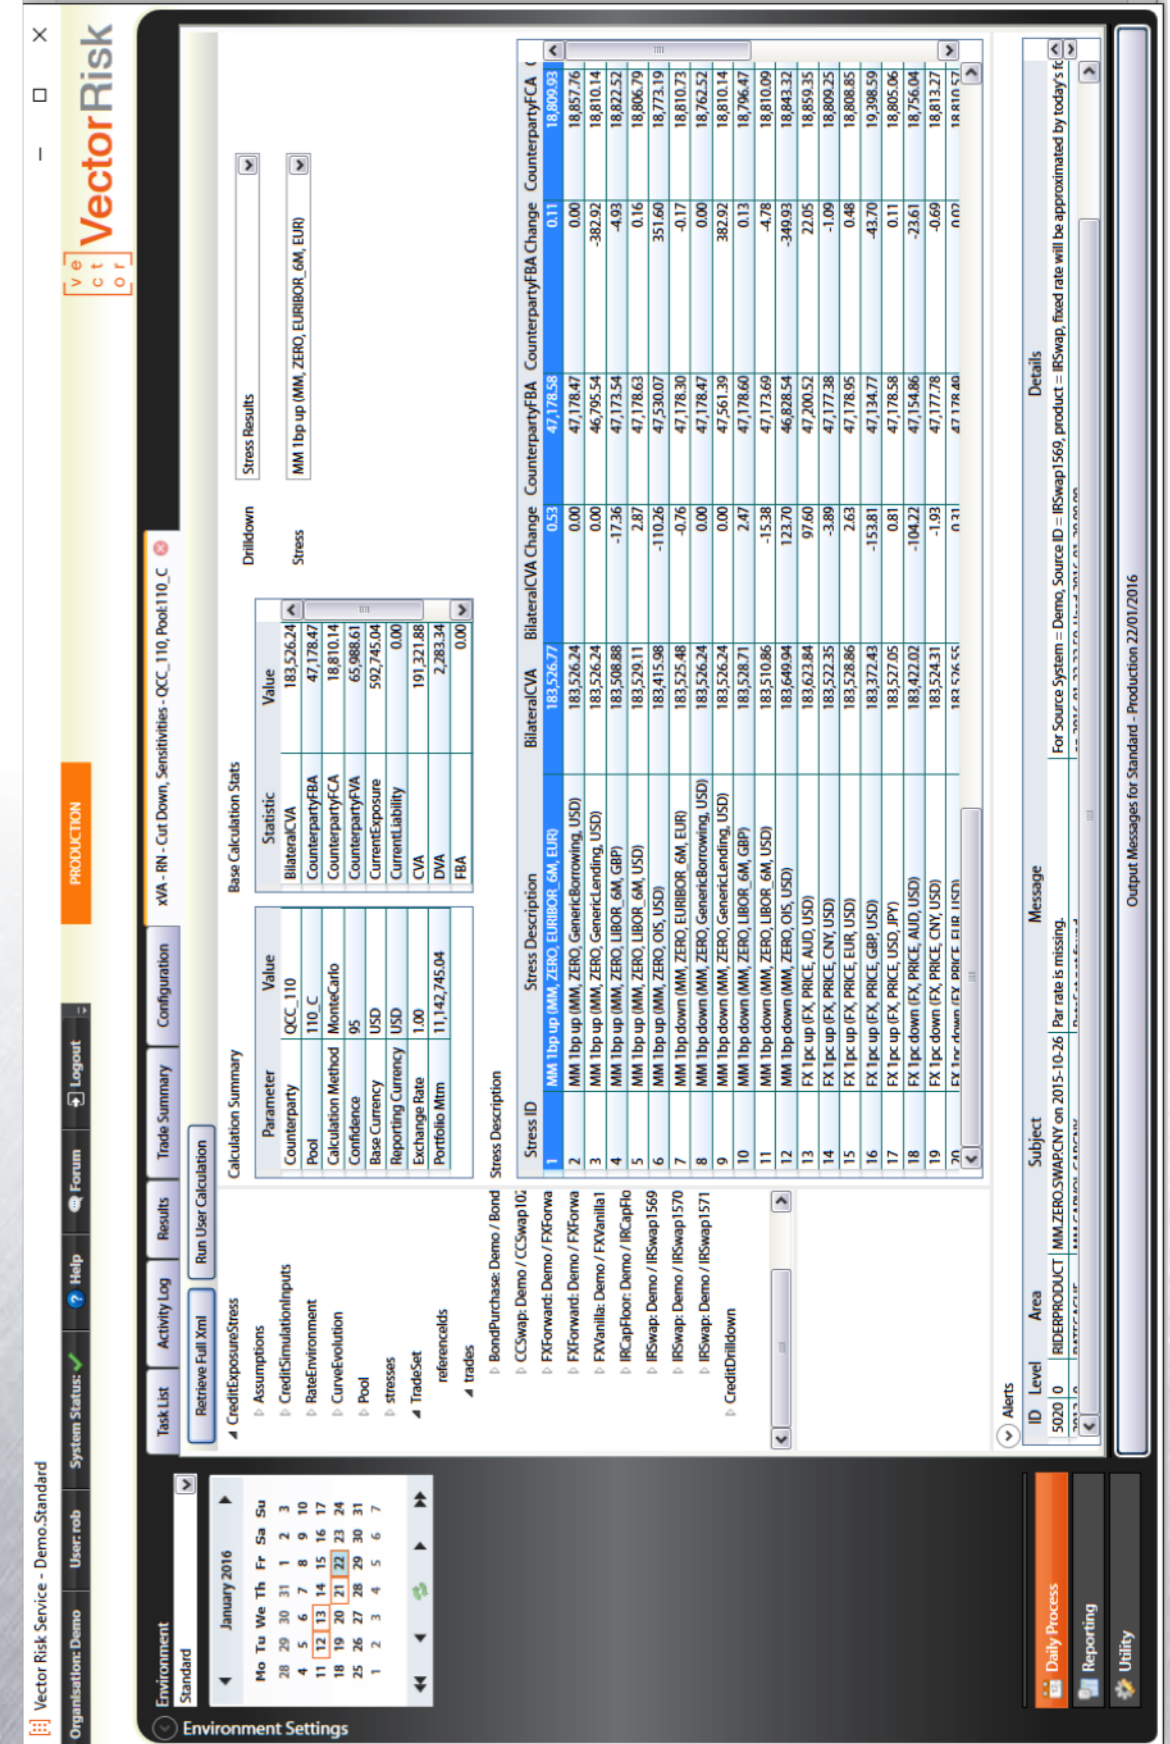 Vector Risk Service - Demo.Standard
Organisation: Demo User: rob System Status: Help Forum Logout PRODUCTION
[vector] VectorRisk
Environment
Standard
January 2016
Mo Tu We Th Fr Sa Su
28 29 30 31 1 2 3
4 5 6 7 8 9 10
11 12 13 14 15 16 17
18 19 20 21 22 23 24
25 26 27 28 29 30 31
1 2 3 4 5 6 7
Environment Settings
Daily Process
Reporting
Utility
Task List Activity Log Results Trade Summary Configuration xVA - RN - Cut Down, Sensitivities - QCC_110, Pool:110_C
Retrieve Full Xml Run User Calculation
CreditExposureStress
Assumptions
CreditSimulationInputs
RateEnvironment
CurveEvolution
Pool
stresses
TradeSet
referenceIds
trades
BondPurchase: Demo / Bond
CCSwap: Demo / CCSwap102
FXForward: Demo / FXForwa
FXForward: Demo / FXForwa
FXVanilla: Demo / FXVanilla1
IRCapFloor: Demo / IRCapFlo
IRSwap: Demo / IRSwap1569
IRSwap: Demo / IRSwap1570
IRSwap: Demo / IRSwap1571
CreditDrilldown
Calculation Summary
Parameter Value
Counterparty QCC_110
Pool 110_C
Calculation Method MonteCarlo
Confidence 95
Base Currency USD
Reporting Currency USD
Exchange Rate 1.00
Portfolio Mtm 11,142,745.04
Base Calculation Stats
Statistic Value
BilateralCVA 183,526.24
CounterpartyFBA 47,178.47
CounterpartyFCA 18,810.14
CounterpartyFVA 65,988.61
CurrentExposure 592,745.04
CurrentLiability 0.00
CVA 191,321.88
DVA 2,283.34
FBA 0.00
Drilldown Stress Results
Stress MM 1bp up (MM, ZERO, EURIBOR_6M, EUR)
Stress Description
Stress ID Stress Description BilateralCVA BilateralCVA Change CounterpartyFBA CounterpartyFBA Change CounterpartyFCA
1 MM 1bp up (MM, ZERO, EURIBOR_6M, EUR) 183,526.77 0.53 47,178.58 0.11 18,809.93
2 MM 1bp up (MM, ZERO, GenericBorrowing, USD) 183,526.24 0.00 47,178.47 0.00 18,857.76
3 MM 1bp up (MM, ZERO, GenericLending, USD) 183,526.24 0.00 46,795.54 -382.92 18,810.14
4 MM 1bp up (MM, ZERO, LIBOR_6M, GBP) 183,508.88 -17.36 47,173.54 -4.93 18,822.52
5 MM 1bp up (MM, ZERO, LIBOR_6M, USD) 183,529.11 2.87 47,178.63 0.16 18,806.79
6 MM 1bp up (MM, ZERO, OIS, USD) 183,415.98 -110.26 47,530.07 351.60 18,773.19
7 MM 1bp down (MM, ZERO, EURIBOR_6M, EUR) 183,525.48 -0.76 47,178.30 -0.17 18,810.73
8 MM 1bp down (MM, ZERO, GenericBorrowing, USD) 183,526.24 0.00 47,178.47 0.00 18,762.52
9 MM 1bp down (MM, ZERO, GenericLending, USD) 183,526.24 0.00 47,561.39 382.92 18,810.14
10 MM 1bp down (MM, ZERO, LIBOR_6M, GBP) 183,528.71 2.47 47,178.60 0.13 18,796.47
11 MM 1bp down (MM, ZERO, LIBOR_6M, USD) 183,510.86 -15.38 47,173.69 -4.78 18,810.09
12 MM 1bp down (MM, ZERO, OIS, USD) 183,649.94 123.70 46,828.54 -349.93 18,843.32
13 FX 1pc up (FX, PRICE, AUD, USD) 183,623.84 97.60 47,200.52 22.05 18,859.35
14 FX 1pc up (FX, PRICE, CNY, USD) 183,522.35 -3.89 47,177.38 -1.09 18,809.25
15 FX 1pc up (FX, PRICE, EUR, USD) 183,528.86 2.63 47,178.95 0.48 18,808.85
16 FX 1pc up (FX, PRICE, GBP, USD) 183,372.43 -153.81 47,134.77 -43.70 19,398.59
17 FX 1pc up (FX, PRICE, USD, JPY) 183,527.05 0.81 47,178.58 0.11 18,805.06
18 FX 1pc down (FX, PRICE, AUD, USD) 183,422.02 -104.22 47,154.86 -23.61 18,756.04
19 FX 1pc down (FX, PRICE, CNY, USD) 183,524.31 -1.93 47,177.78 -0.69 18,813.27
20 FX 1pc down (FX, PRICE, EUR, USD) 183,526.55 0.31 47,178.49 0.02 18,810.57
Alerts
ID Level Area Subject Message Details
5020 0 RIDERPRODUCT MM.ZERO.SWAP.CNY on 2015-10-26 Par rate is missing. For Source System = Demo, Source ID = IRSwap1569, product = IRSwap, fixed rate will be approximated by today's fo
Output Messages for Standard - Production 22/01/2016